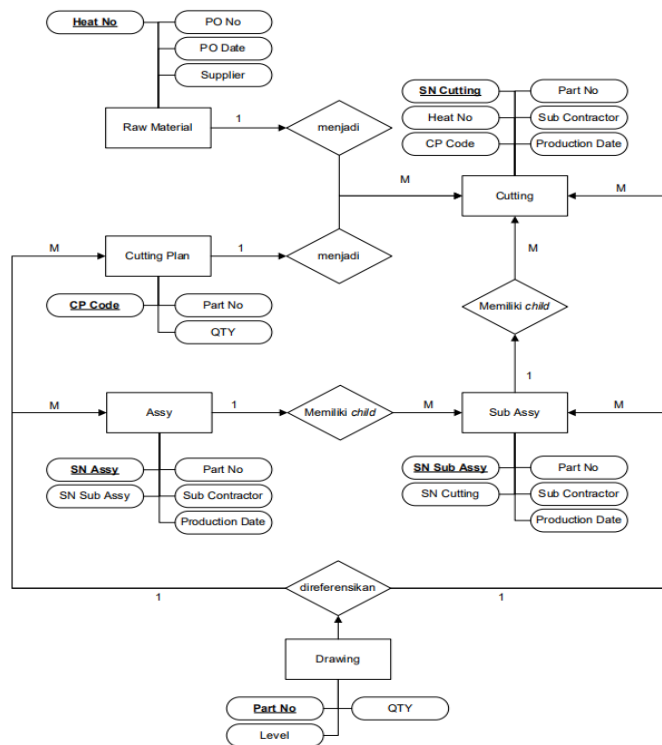 Heat No PO No
PO Date
Supplier
SN Cutting Part No
Raw Material 1 menjadi Heat No Sub Contractor
CP Code Production Date
M Cutting M
M Cutting Plan 1 menjadi M
CP Code Part No Memiliki child
QTY
1
M Assy 1 Memiliki child M Sub Assy M
SN Assy Part No SN Sub Assy Part No
SN Sub Assy Sub Contractor SN Cutting Sub Contractor
Production Date Production Date
1 direferensikan 1
Drawing
Part No QTY
Level